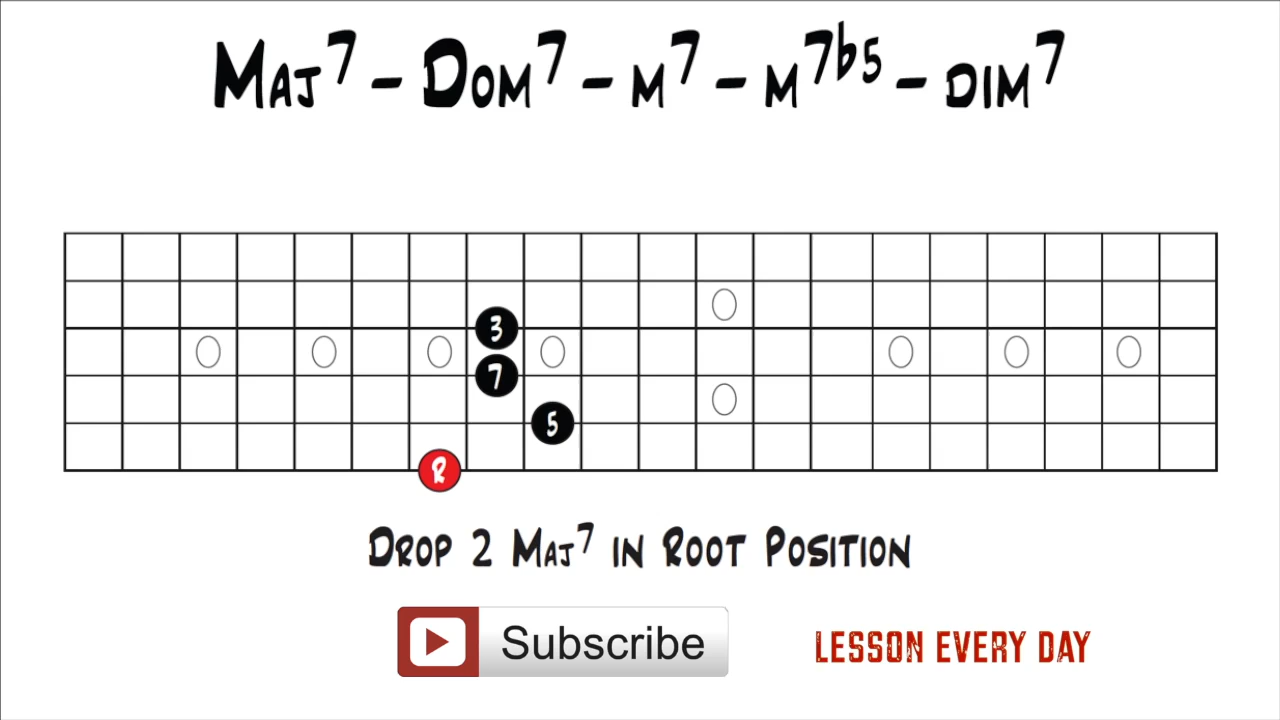 Maj7 - Dom7 - m7 - m7b5 - dim7
3
7
5
R
Drop 2 Maj7 in Root Position
Subscribe
LESSON EVERY DAY